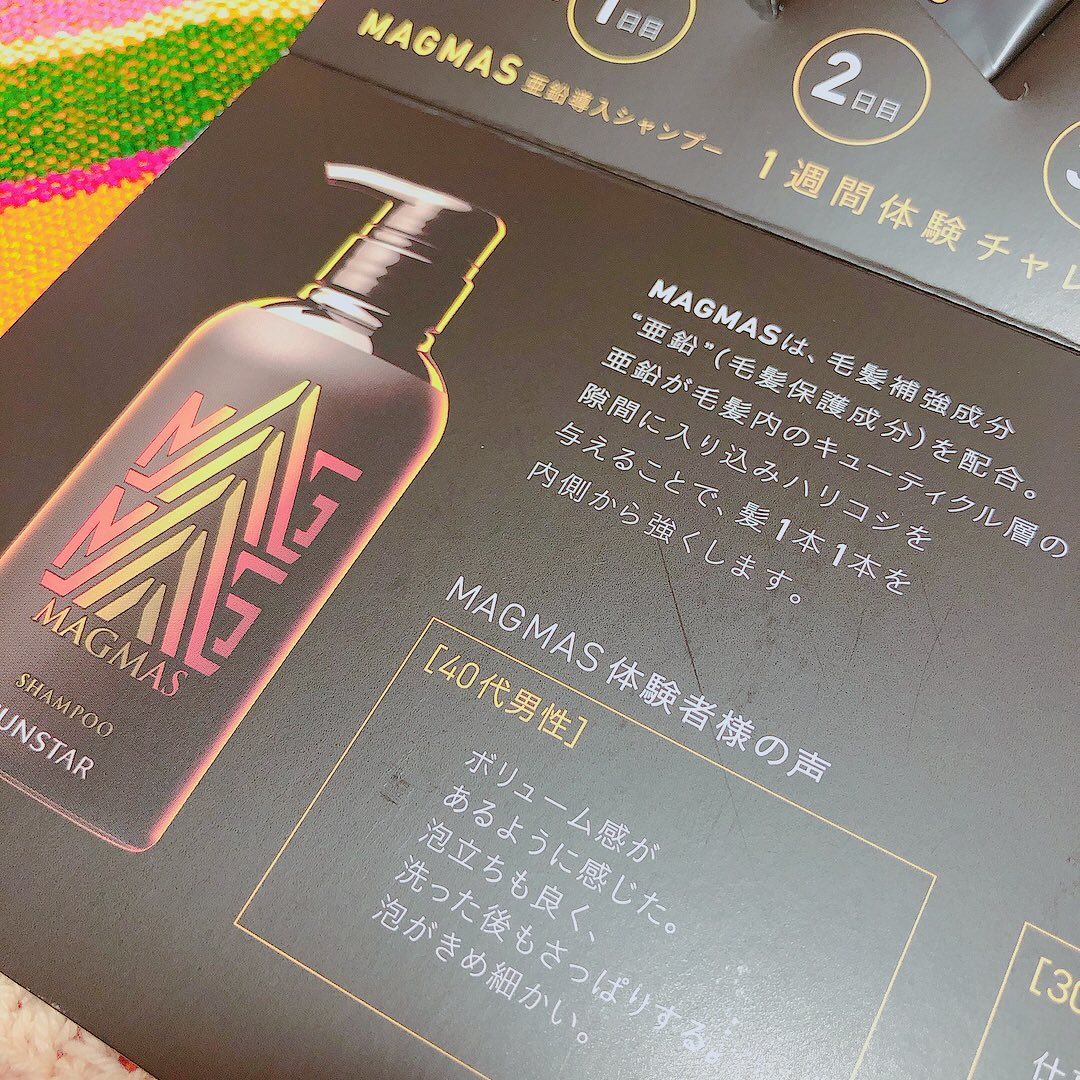 1日目
2日目
MAGMAS 亜鉛導入シャンプー
1週間体験チャレ
MAGMASは、毛髪補強成分
“亜鉛”(毛髪保護成分)を配合。
亜鉛が毛髪内のキューティクル層の
隙間に入り込みハリコシを
与えることで、髪1本1本を
内側から強くします。
MAGMAS
SHAMPOO
UNSTAR
MAGMAS 体験者様の声
[40代男性]
ボリューム感が
あるように感じた。
泡立ちも良く、
洗った後もさっぱりする。
泡がきめ細かい。
[30